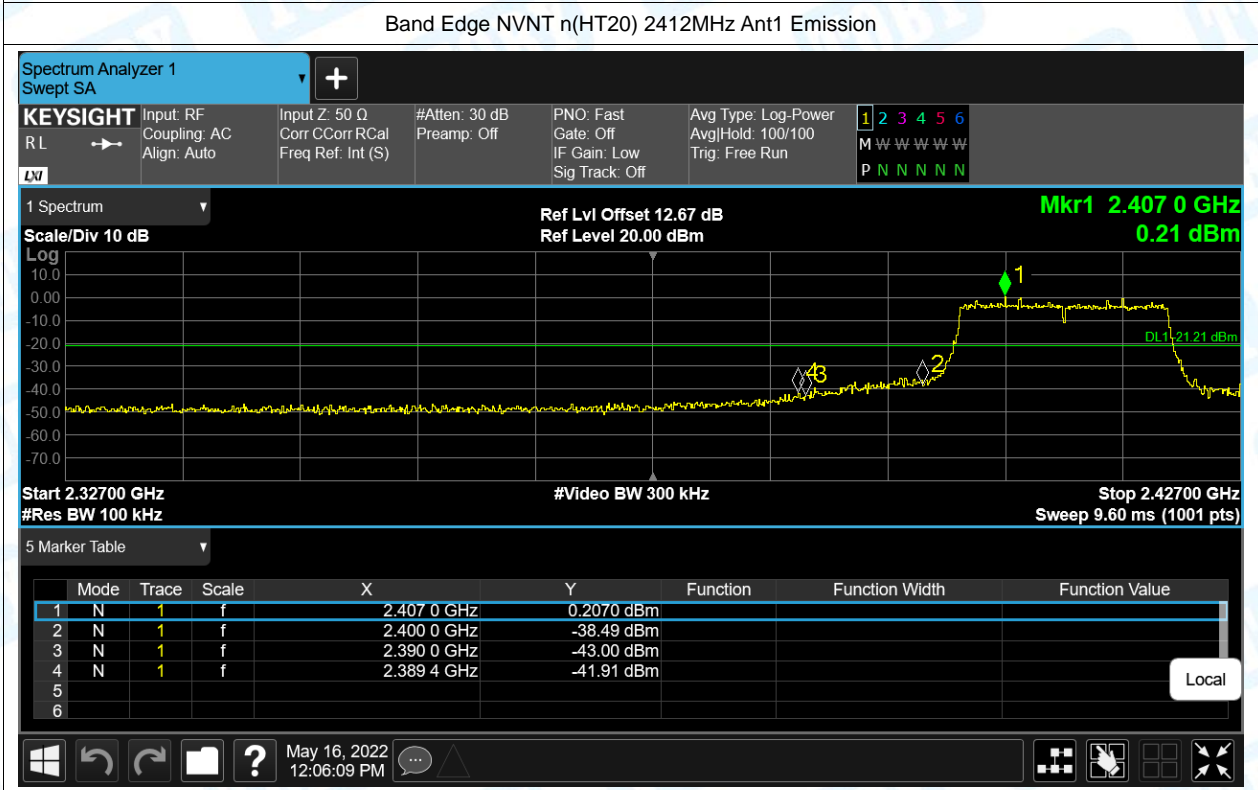 Band Edge NVNT n(HT20) 2412MHz Ant1 Emission
Spectrum Analyzer 1
Swept SA
KEYSIGHT Input: RF Input Z: 50 Ω #Atten: 30 dB PNO: Fast Avg Type: Log-Power 1 2 3 4 5 6
RL Coupling: AC Corr CCorr RCal Preamp: Off Gate: Off Avg|Hold: 100/100 M W W W W W
Align: Auto Freq Ref: Int (S) IF Gain: Low Trig: Free Run
LXI Sig Track: Off P N N N N N
1 Spectrum Ref Lvl Offset 12.67 dB Mkr1 2.407 0 GHz
Scale/Div 10 dB Ref Level 20.00 dBm 0.21 dBm
Log
10.0 1
0.00
-10.0
-20.0 DL1 -21.21 dBm
-30.0 2
4 3
-40.0
-50.0
-60.0
-70.0
Start 2.32700 GHz #Video BW 300 kHz Stop 2.42700 GHz
#Res BW 100 kHz Sweep 9.60 ms (1001 pts)
5 Marker Table
Mode Trace Scale X Y Function Function Width Function Value
1 N 1 f 2.407 0 GHz 0.2070 dBm
2 N 1 f 2.400 0 GHz -38.49 dBm
3 N 1 f 2.390 0 GHz -43.00 dBm
4 N 1 f 2.389 4 GHz -41.91 dBm
5
6
Local
? May 16, 2022
12:06:09 PM